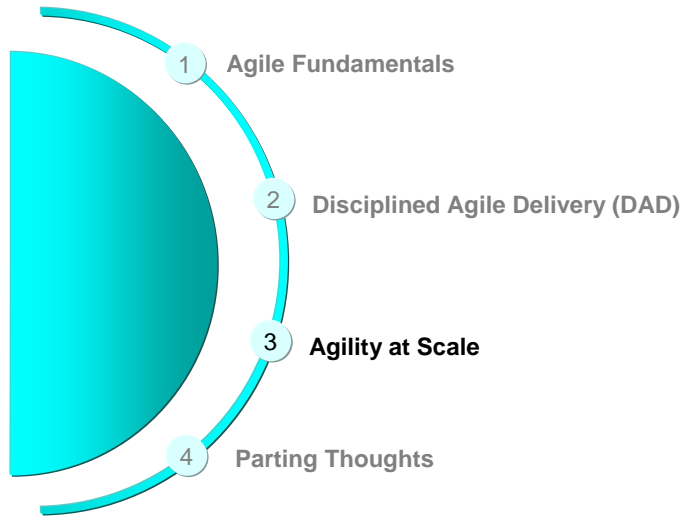 1 Agile Fundamentals
2 Disciplined Agile Delivery (DAD)
3 Agility at Scale
4 Parting Thoughts